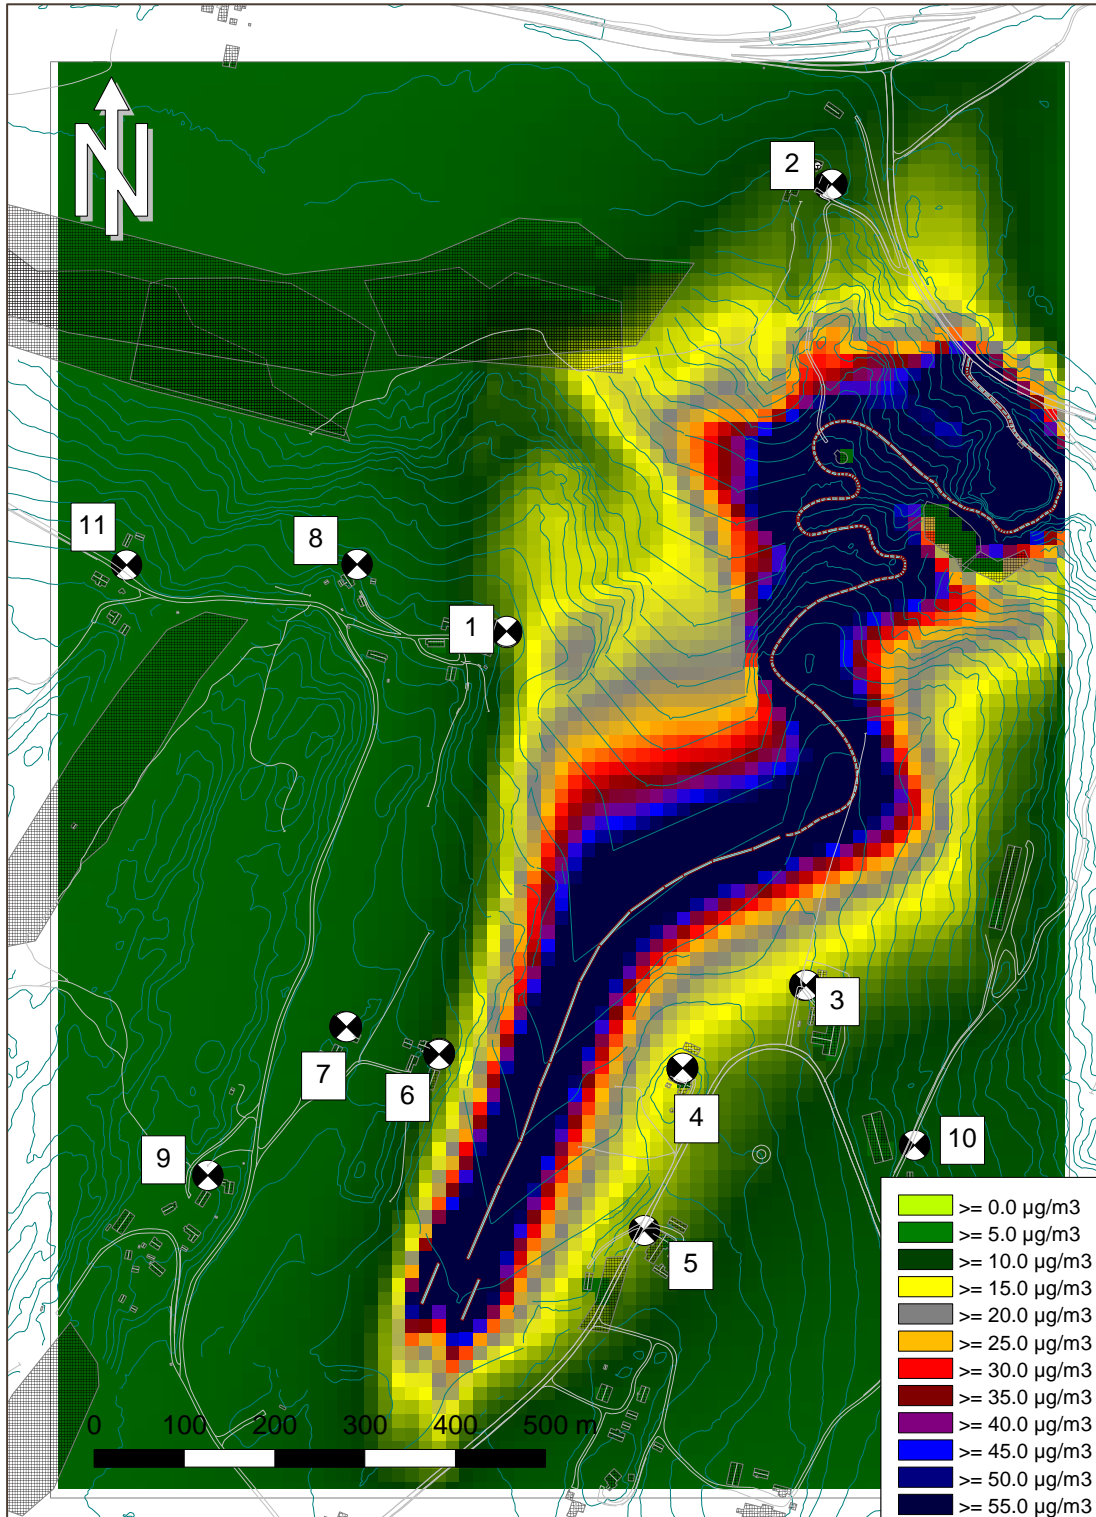 N
2
11
8
1
3
7
6
4
9
10
5
0 100 200 300 400 500 m
>= 0.0 µg/m3
>= 5.0 µg/m3
>= 10.0 µg/m3
>= 15.0 µg/m3
>= 20.0 µg/m3
>= 25.0 µg/m3
>= 30.0 µg/m3
>= 35.0 µg/m3
>= 40.0 µg/m3
>= 45.0 µg/m3
>= 50.0 µg/m3
>= 55.0 µg/m3